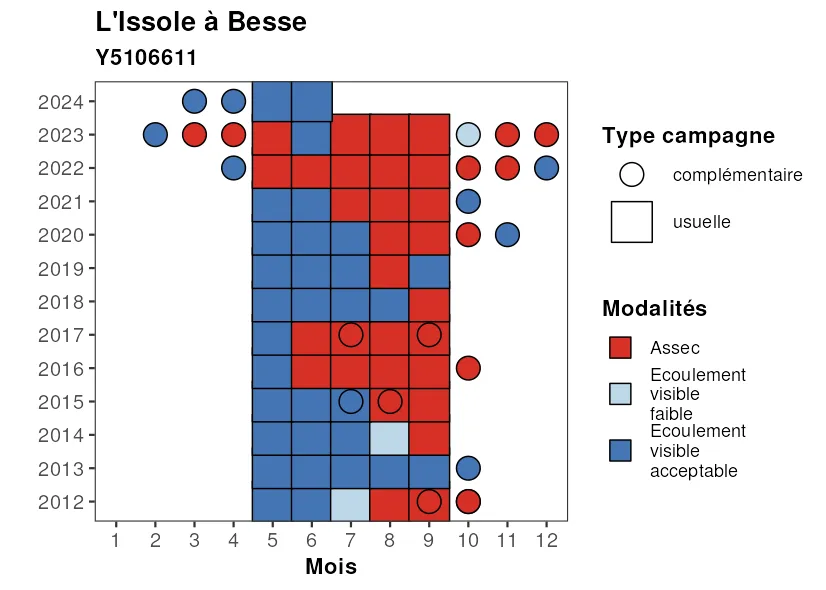 L'Issole à Besse
Y5106611
2024
2023
2022
2021
2020
2019
2018
2017
2016
2015
2014
2013
2012
1 2 3 4 5 6 7 8 9 10 11 12
Mois
Type campagne
complémentaire
usuelle
Modalités
Assec
Ecoulement
visible
faible
Ecoulement
visible
acceptable